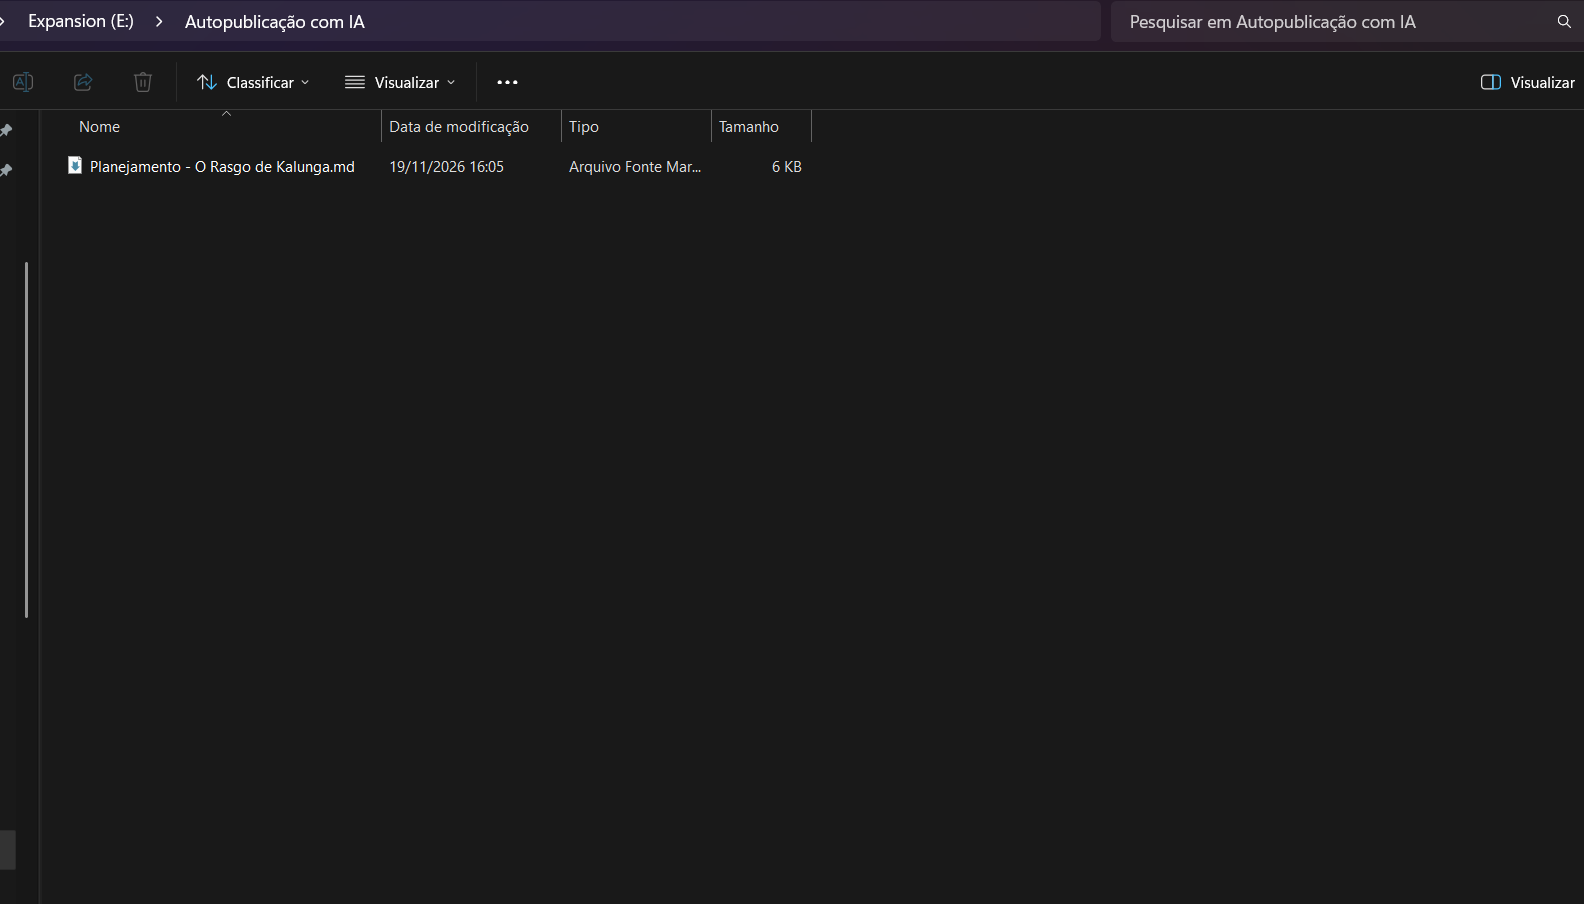 Expansion (E:) > Autopublicação com IA
Pesquisar em Autopublicação com IA
Classificar Visualizar ••• Visualizar
Nome Data de modificação Tipo Tamanho
Planejamento - O Rasgo de Kalunga.md 19/11/2026 16:05 Arquivo Fonte Mar... 6 KB